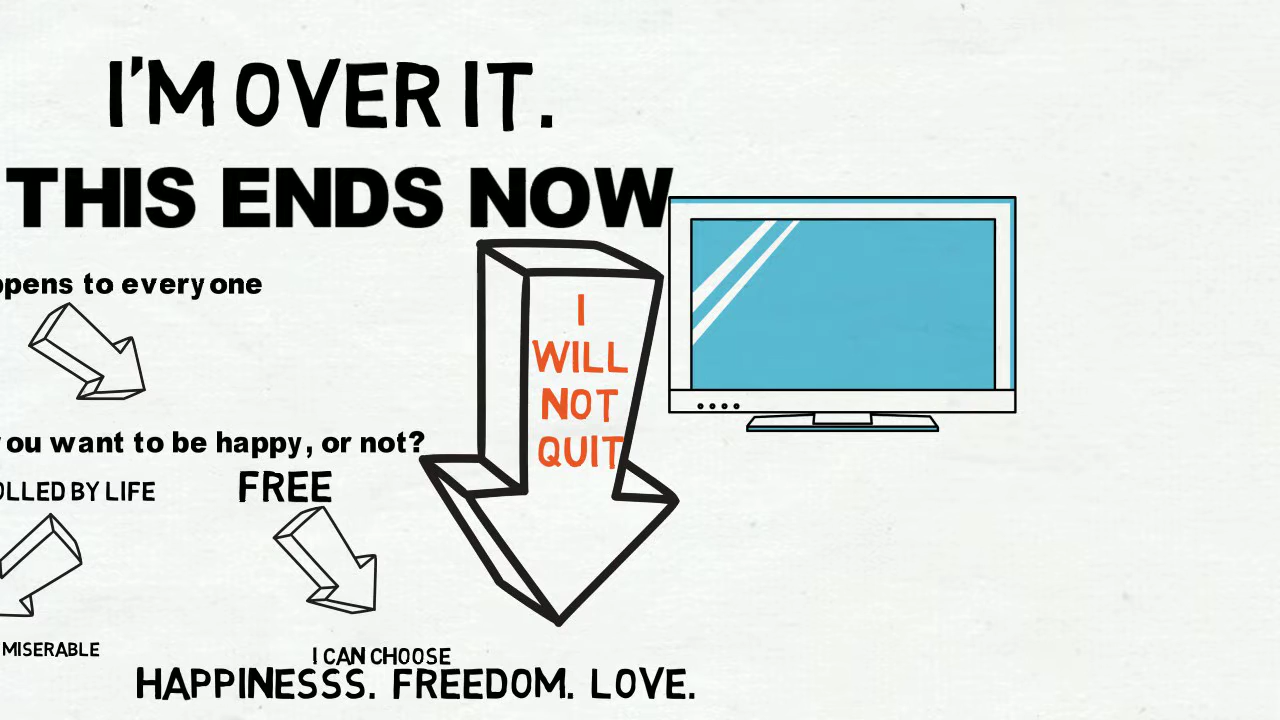 I'M OVER IT.
THIS ENDS NOW
ppens to everyone
I
WILL
NOT
QUIT
ou want to be happy, or not?
OLLED BY LIFE
FREE
MISERABLE
I CAN CHOOSE
HAPPINESSS. FREEDOM. LOVE.